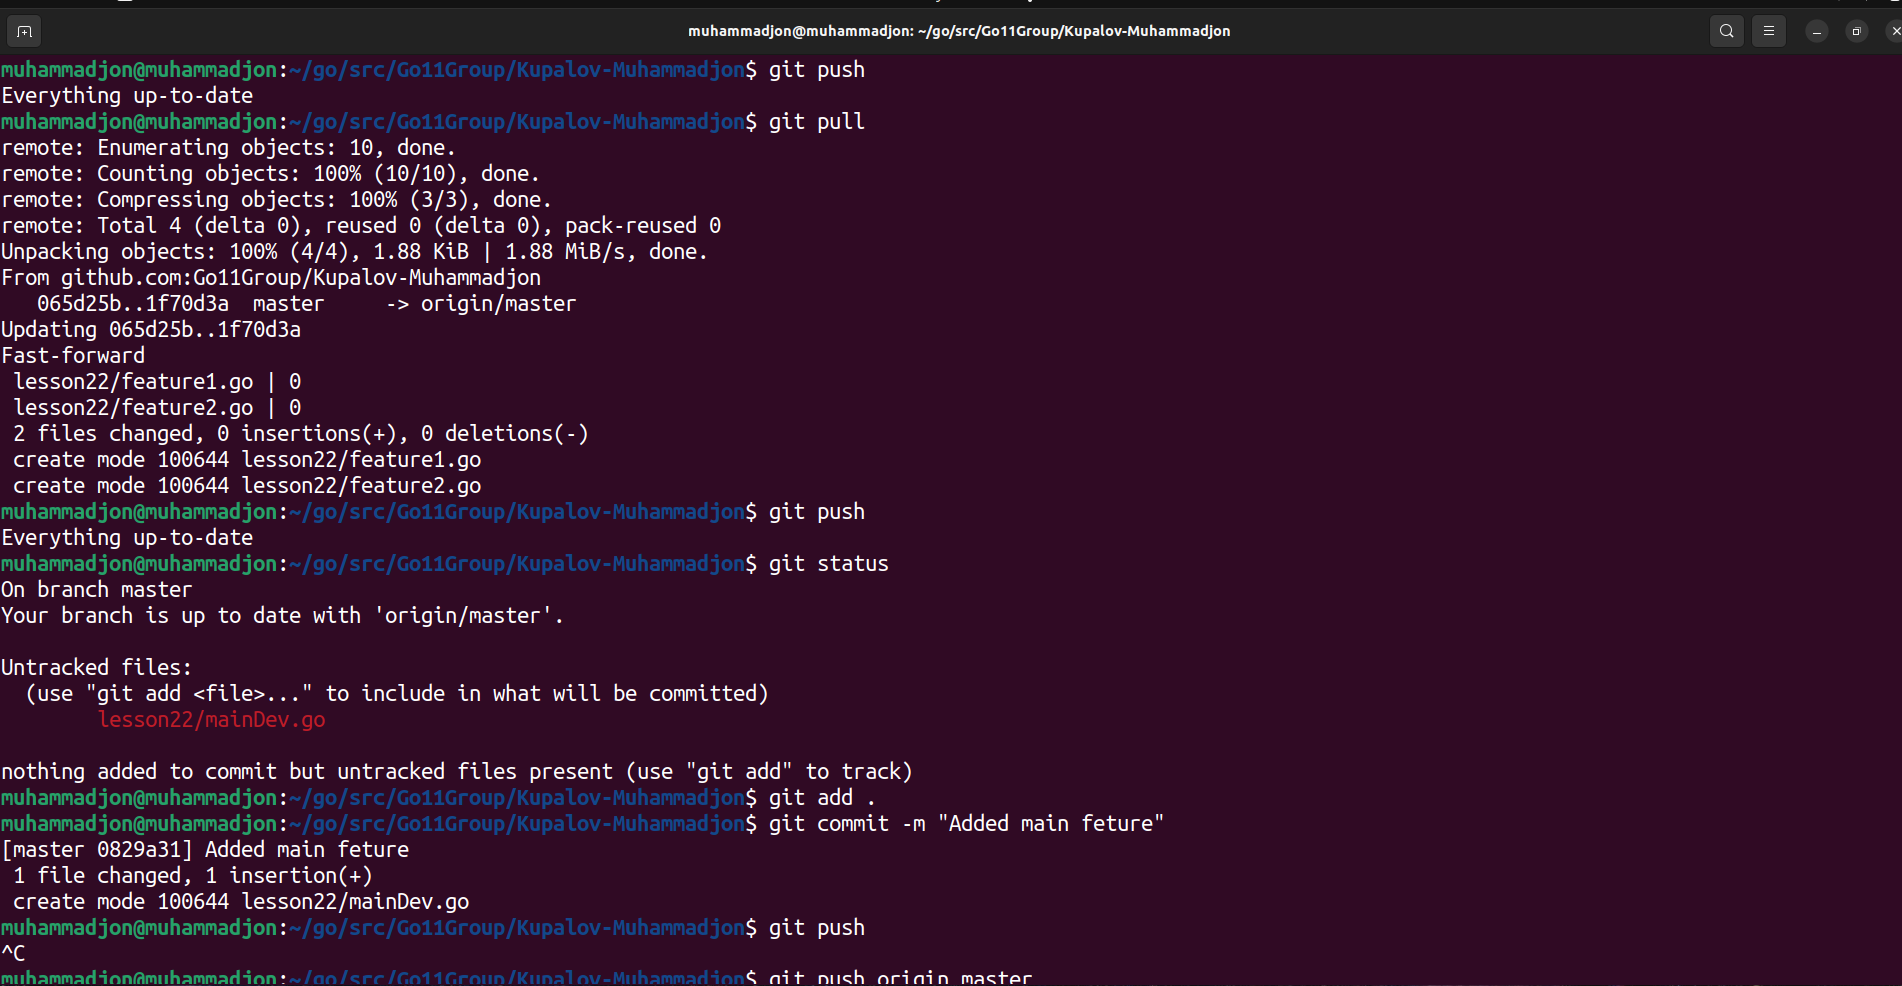 muhammadjon@muhammadjon: ~/go/src/Go11Group/Kupalov-Muhammadjon
muhammadjon@muhammadjon:~/go/src/Go11Group/Kupalov-Muhammadjon$ git push
Everything up-to-date
muhammadjon@muhammadjon:~/go/src/Go11Group/Kupalov-Muhammadjon$ git pull
remote: Enumerating objects: 10, done.
remote: Counting objects: 100% (10/10), done.
remote: Compressing objects: 100% (3/3), done.
remote: Total 4 (delta 0), reused 0 (delta 0), pack-reused 0
Unpacking objects: 100% (4/4), 1.88 KiB | 1.88 MiB/s, done.
From github.com:Go11Group/Kupalov-Muhammadjon
   065d25b..1f70d3a  master     -> origin/master
Updating 065d25b..1f70d3a
Fast-forward
 lesson22/feature1.go | 0
 lesson22/feature2.go | 0
 2 files changed, 0 insertions(+), 0 deletions(-)
 create mode 100644 lesson22/feature1.go
 create mode 100644 lesson22/feature2.go
muhammadjon@muhammadjon:~/go/src/Go11Group/Kupalov-Muhammadjon$ git push
Everything up-to-date
muhammadjon@muhammadjon:~/go/src/Go11Group/Kupalov-Muhammadjon$ git status
On branch master
Your branch is up to date with 'origin/master'.

Untracked files:
  (use "git add <file>..." to include in what will be committed)
        lesson22/mainDev.go

nothing added to commit but untracked files present (use "git add" to track)
muhammadjon@muhammadjon:~/go/src/Go11Group/Kupalov-Muhammadjon$ git add .
muhammadjon@muhammadjon:~/go/src/Go11Group/Kupalov-Muhammadjon$ git commit -m "Added main feture"
[master 0829a31] Added main feture
 1 file changed, 1 insertion(+)
 create mode 100644 lesson22/mainDev.go
muhammadjon@muhammadjon:~/go/src/Go11Group/Kupalov-Muhammadjon$ git push
^C
muhammadjon@muhammadjon:~/go/src/Go11Group/Kupalov-Muhammadjon$ git push origin master